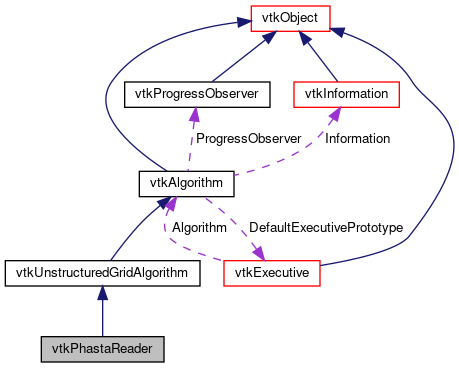 vtkObject
vtkProgressObserver
vtkInformation
ProgressObserver
Information
vtkAlgorithm
Algorithm
DefaultExecutivePrototype
vtkUnstructuredGridAlgorithm
vtkExecutive
vtkPhastaReader